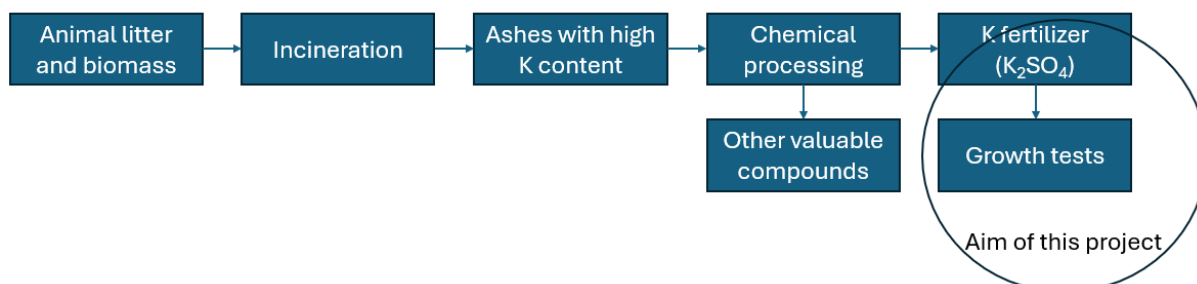 Animal litter
and biomass
Incineration
Ashes with high
K content
Chemical
processing
K fertilizer
(K₂SO₄)
Other valuable
compounds
Growth tests
Aim of this project